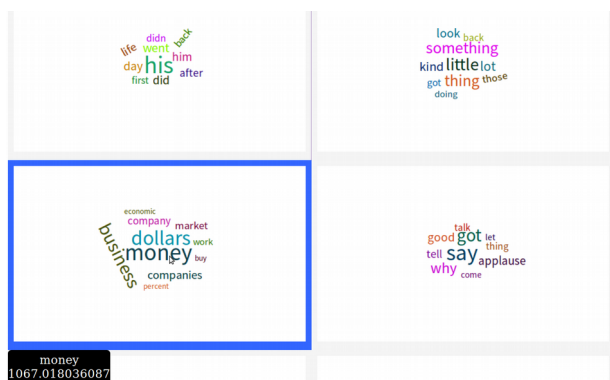 didn
back
life
went
him
day
his
after
first
did
look
back
something
kind
little
lot
got
thing
those
doing
economic
company
market
business
dollars
work
money
buy
companies
percent
talk
good
got
let
thing
tell
say
applause
why
come
money
1067.018036087